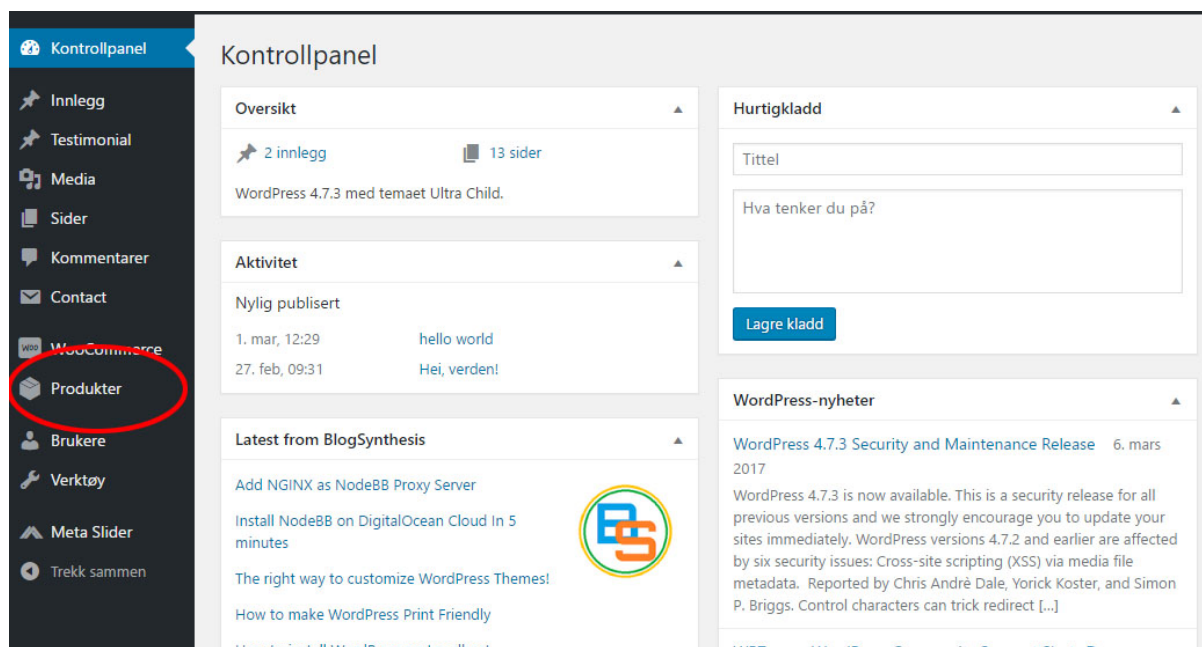 Kontrollpanel
Innlegg
Testimonial
Media
Sider
Kommentarer
Contact
WOO
WooCommerce
Produkter
Brukere
Verktøy
Meta Slider
Trekk sammen
Kontrollpanel
Oversikt
2 innlegg
13 sider
WordPress 4.7.3 med temaet Ultra Child.
Aktivitet
Nylig publisert
1. mar, 12:29 hello world
27. feb, 09:31 Hei, verden!
Latest from BlogSynthesis
Add NGINX as NodeBB Proxy Server
Install NodeBB on DigitalOcean Cloud In 5
minutes
The right way to customize WordPress Themes!
How to make WordPress Print Friendly
BS
Hurtigkladd
Tittel
Hva tenker du på?
Lagre kladd
WordPress-nyheter
WordPress 4.7.3 Security and Maintenance Release 6. mars
2017
WordPress 4.7.3 is now available. This is a security release for all
previous versions and we strongly encourage you to update your
sites immediately. WordPress versions 4.7.2 and earlier are affected
by six security issues: Cross-site scripting (XSS) via media file
metadata. Reported by Chris Andrè Dale, Yorick Koster, and Simon
P. Briggs. Control characters can trick redirect [...]